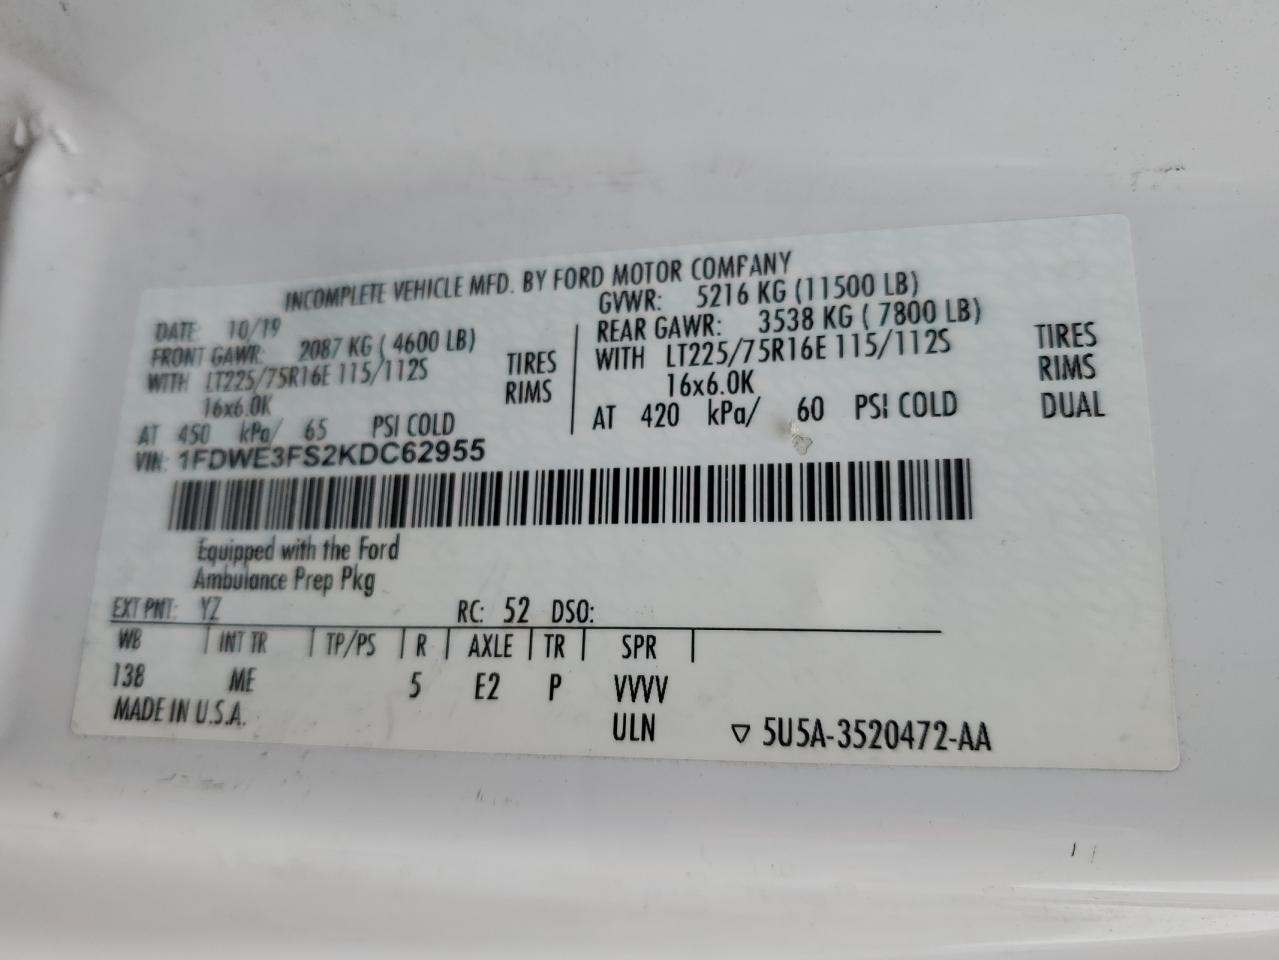 INCOMPLETE VEHICLE MFD. BY FORD MOTOR COMPANY
DATE: 10/19
GVWR: 5216 KG (11500 LB)
FRONT GAWR: 2087 KG ( 4600 LB)
REAR GAWR: 3538 KG ( 7800 LB)
WITH LT225/75R16E 115/112S TIRES
WITH LT225/75R16E 115/112S TIRES
16x6.0K RIMS
16x6.0K RIMS
AT 450 kPa/ 65 PSI COLD
AT 420 kPa/ 60 PSI COLD DUAL
VIN: 1FDWE3FS2KDC62955
Equipped with the Ford
Ambulance Prep Pkg
EXT PNT: YZ RC: 52 DSO:
WB INT TR TP/PS R AXLE TR SPR
138 ME 5 E2 P VVVV
MADE IN U.S.A. ULN 5U5A-3520472-AA